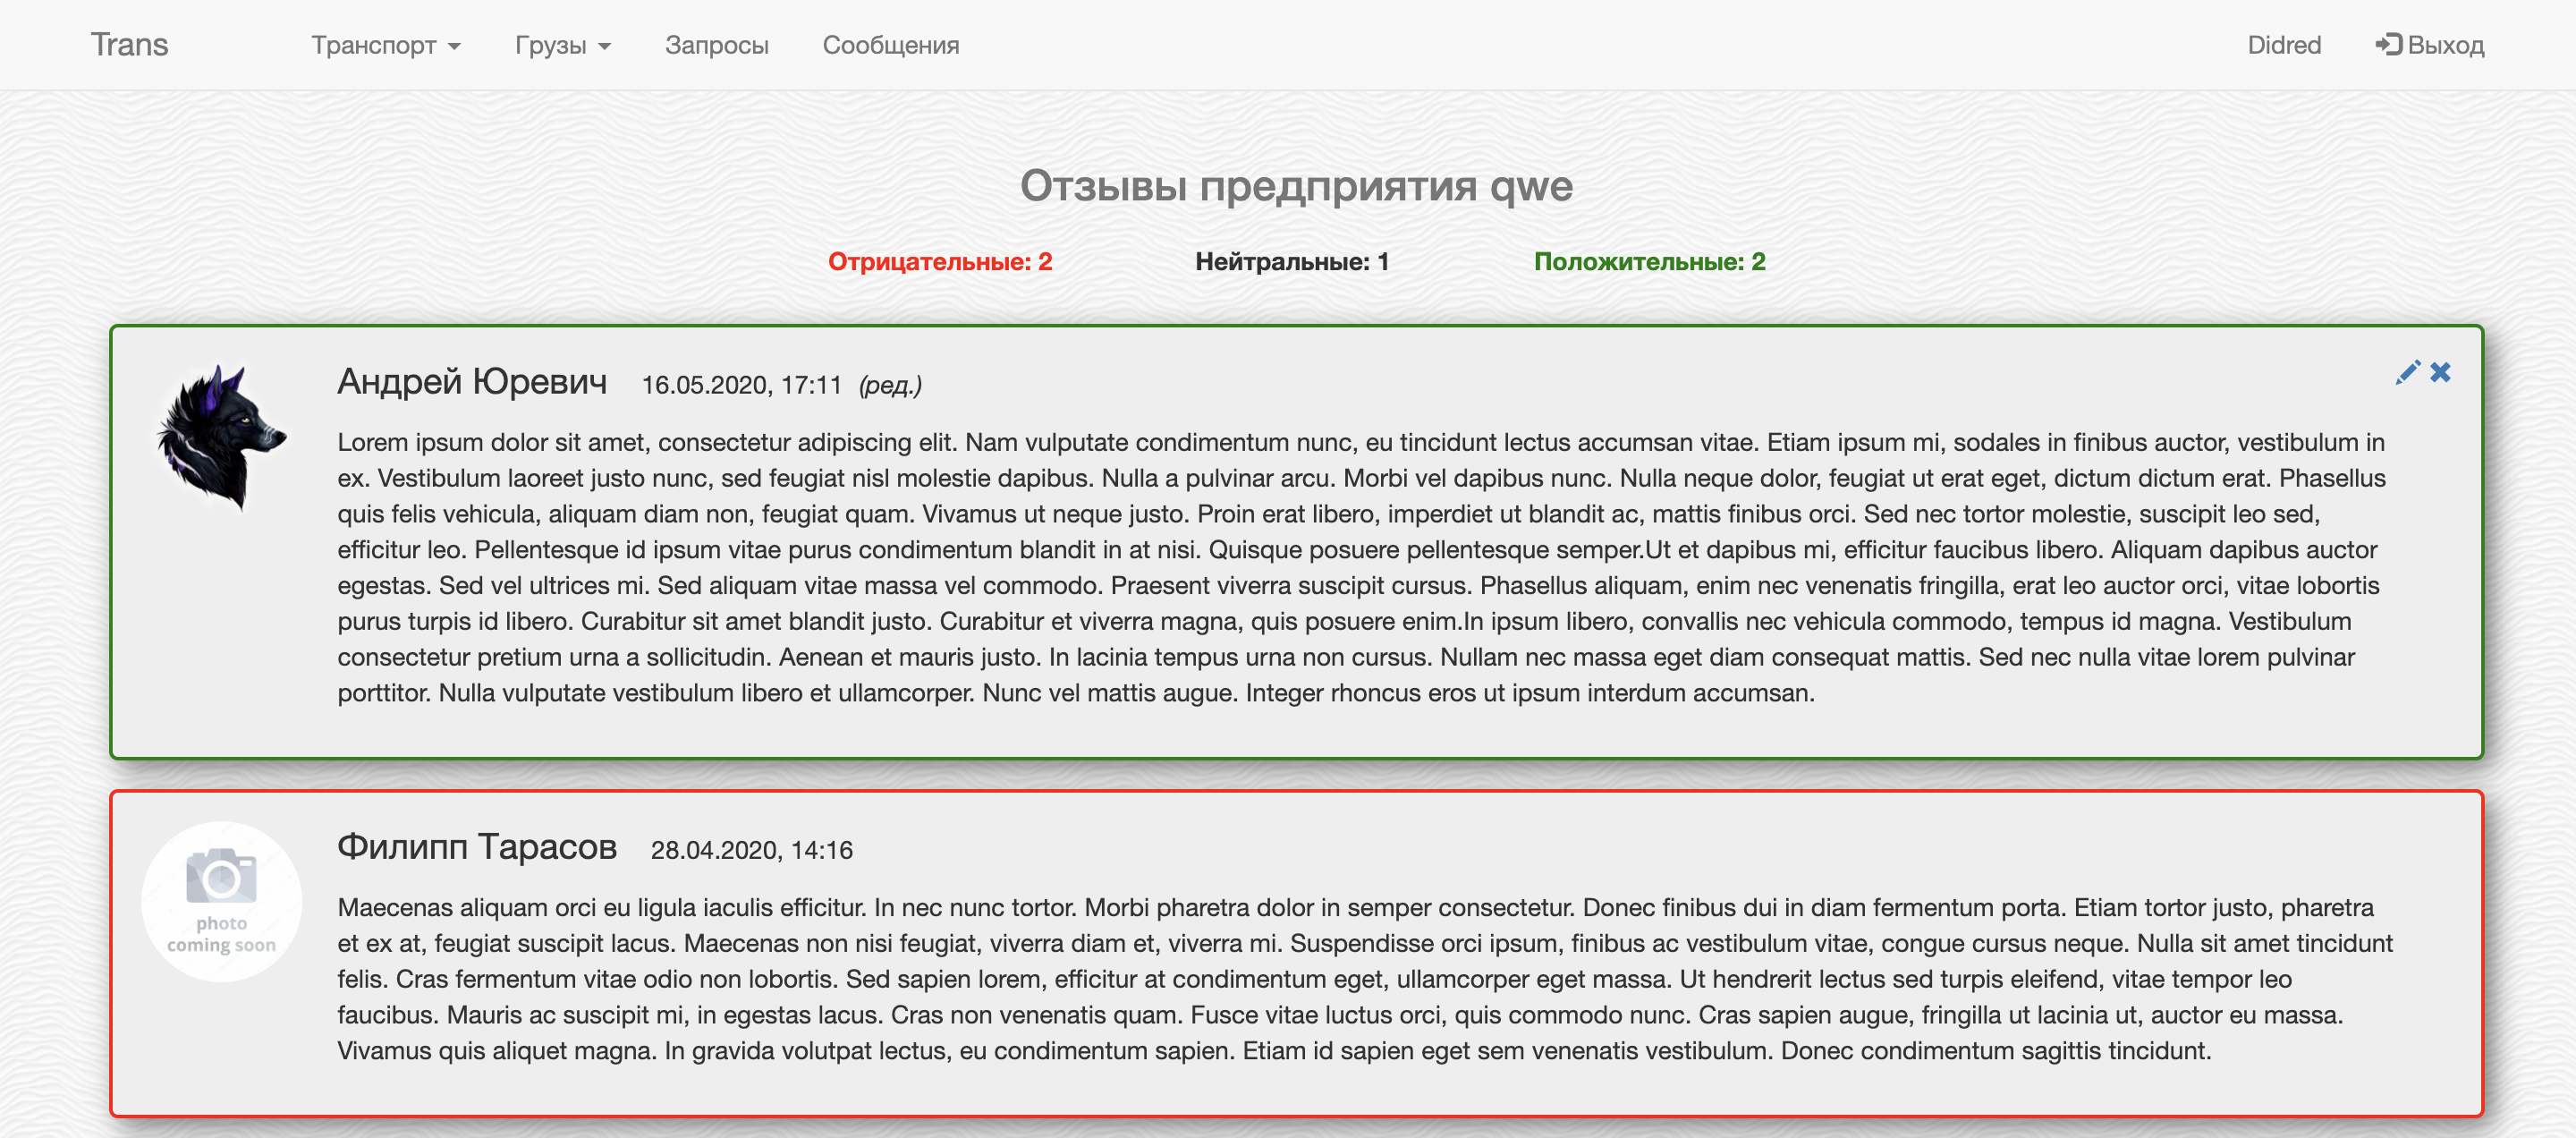 Trans Транспорт Грузы Запросы Сообщения Didred Выход
Отзывы предприятия qwe
Отрицательные: 2 Нейтральные: 1 Положительные: 2
Андрей Юревич 16.05.2020, 17:11 (ред.)
Lorem ipsum dolor sit amet, consectetur adipiscing elit. Nam vulputate condimentum nunc, eu tincidunt lectus accumsan vitae. Etiam ipsum mi, sodales in finibus auctor, vestibulum in
ex. Vestibulum laoreet justo nunc, sed feugiat nisl molestie dapibus. Nulla a pulvinar arcu. Morbi vel dapibus nunc. Nulla neque dolor, feugiat ut erat eget, dictum dictum erat. Phasellus
quis felis vehicula, aliquam diam non, feugiat quam. Vivamus ut neque justo. Proin erat libero, imperdiet ut blandit ac, mattis finibus orci. Sed nec tortor molestie, suscipit leo sed,
efficitur leo. Pellentesque id ipsum vitae purus condimentum blandit in at nisi. Quisque posuere pellentesque semper.Ut et dapibus mi, efficitur faucibus libero. Aliquam dapibus auctor
egestas. Sed vel ultrices mi. Sed aliquam vitae massa vel commodo. Praesent viverra suscipit cursus. Phasellus aliquam, enim nec venenatis fringilla, erat leo auctor orci, vitae lobortis
purus turpis id libero. Curabitur sit amet blandit justo. Curabitur et viverra magna, quis posuere enim.In ipsum libero, convallis nec vehicula commodo, tempus id magna. Vestibulum
consectetur pretium urna a sollicitudin. Aenean et mauris justo. In lacinia tempus urna non cursus. Nullam nec massa eget diam consequat mattis. Sed nec nulla vitae lorem pulvinar
porttitor. Nulla vulputate vestibulum libero et ullamcorper. Nunc vel mattis augue. Integer rhoncus eros ut ipsum interdum accumsan.
Филипп Тарасов 28.04.2020, 14:16
photo
coming soon
Maecenas aliquam orci eu ligula iaculis efficitur. In nec nunc tortor. Morbi pharetra dolor in semper consectetur. Donec finibus dui in diam fermentum porta. Etiam tortor justo, pharetra
et ex at, feugiat suscipit lacus. Maecenas non nisi feugiat, viverra diam et, viverra mi. Suspendisse orci ipsum, finibus ac vestibulum vitae, congue cursus neque. Nulla sit amet tincidunt
felis. Cras fermentum vitae odio non lobortis. Sed sapien lorem, efficitur at condimentum eget, ullamcorper eget massa. Ut hendrerit lectus sed turpis eleifend, vitae tempor leo
faucibus. Mauris ac suscipit mi, in egestas lacus. Cras non venenatis quam. Fusce vitae luctus orci, quis commodo nunc. Cras sapien augue, fringilla ut lacinia ut, auctor eu massa.
Vivamus quis aliquet magna. In gravida volutpat lectus, eu condimentum sapien. Etiam id sapien eget sem venenatis vestibulum. Donec condimentum sagittis tincidunt.